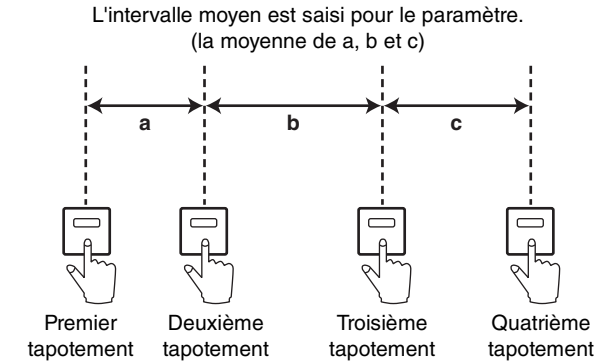 L'intervalle moyen est saisi pour le paramètre.
(la moyenne de a, b et c)
a b c
Premier tapotement
Deuxième tapotement
Troisième tapotement
Quatrième tapotement